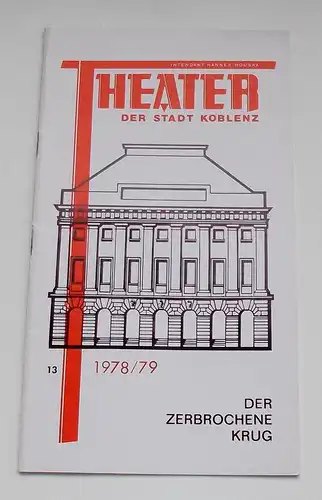 INTENDANT HANNES HOUSKA
THEATER
DER STADT KOBLENZ
13
1978/79
DER
ZERBROCHENE
KRUG